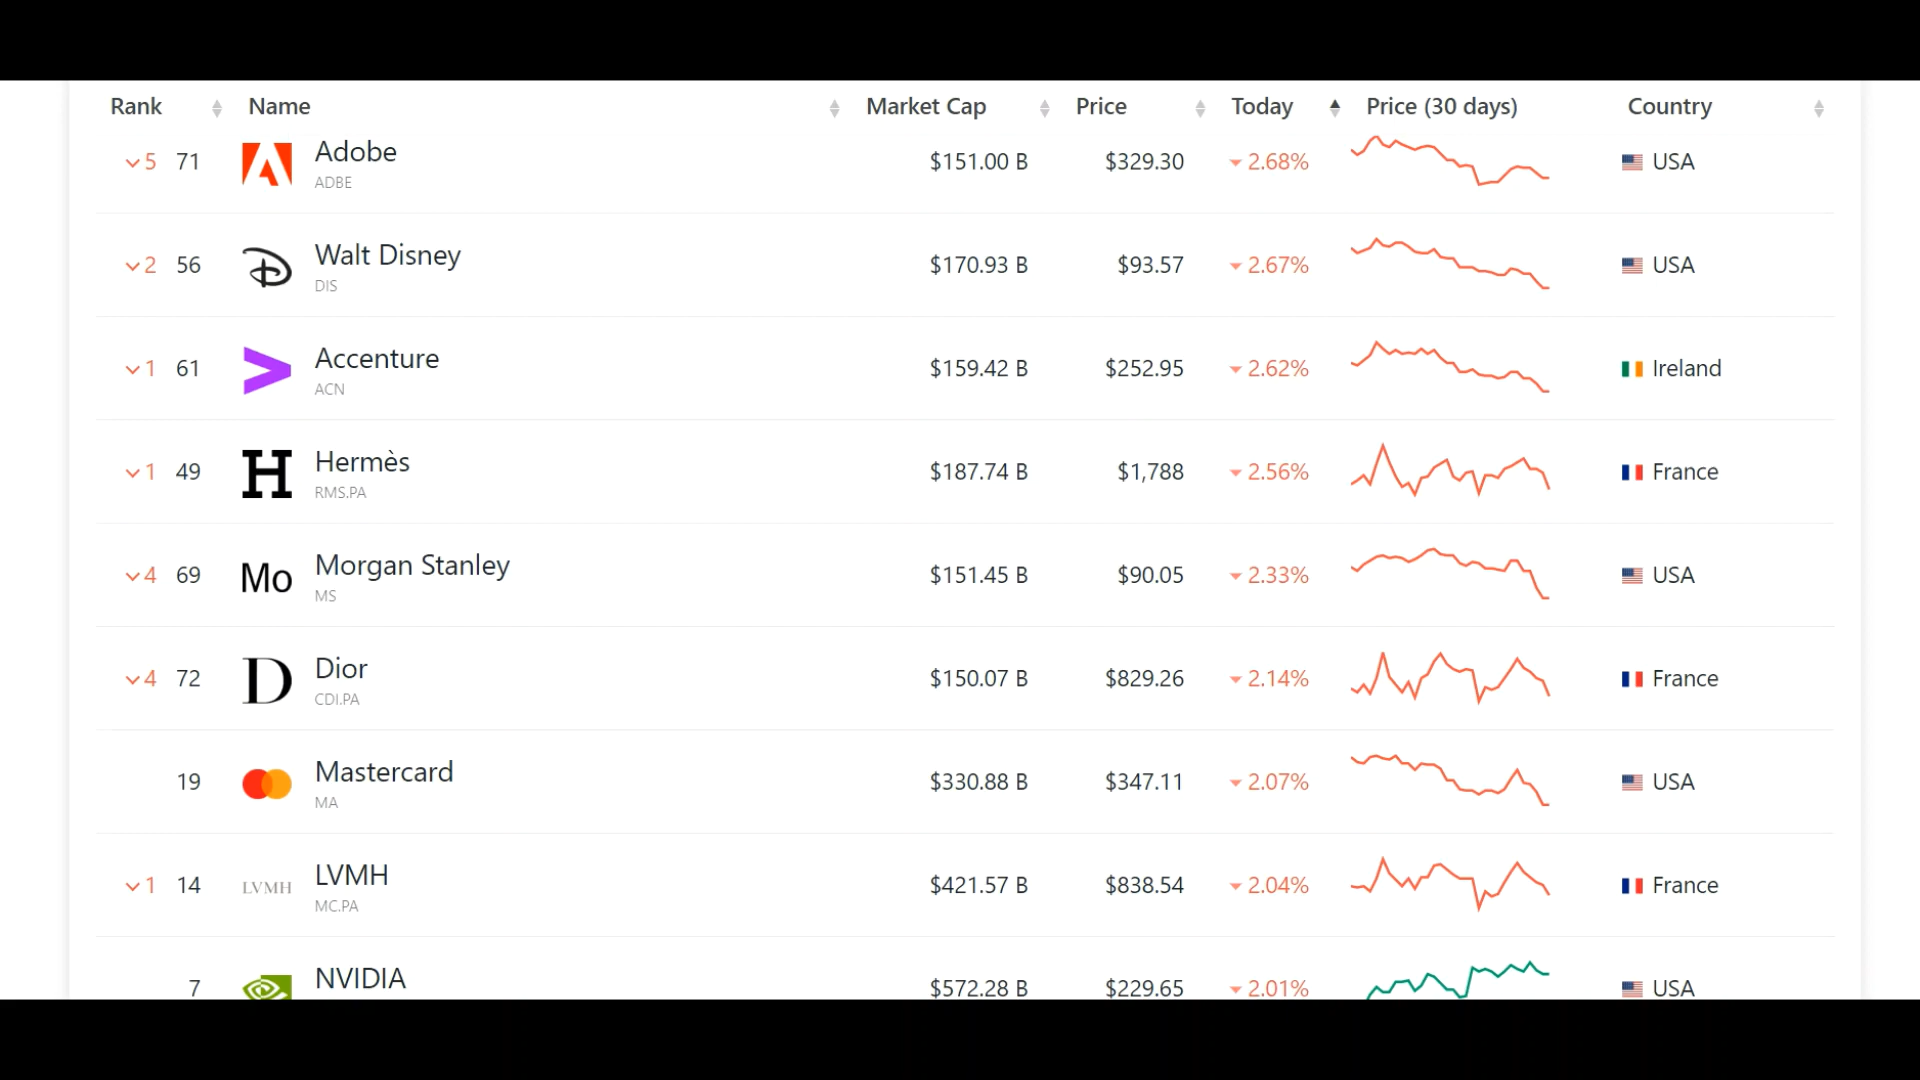 Rank Name Market Cap Price Today Price (30 days) Country
5 71 Adobe ADBE $151.00 B $329.30 2.68% USA
2 56 Walt Disney DIS $170.93 B $93.57 2.67% USA
1 61 Accenture ACN $159.42 B $252.95 2.62% Ireland
1 49 H Hermès RMS.PA $187.74 B $1,788 2.56% France
4 69 Mo Morgan Stanley MS $151.45 B $90.05 2.33% USA
4 72 D Dior CDI.PA $150.07 B $829.26 2.14% France
19 Mastercard MA $330.88 B $347.11 2.07% USA
1 14 LVMH LVMH MC.PA $421.57 B $838.54 2.04% France
7 NVIDIA $572.28 B $229.65 2.01% USA